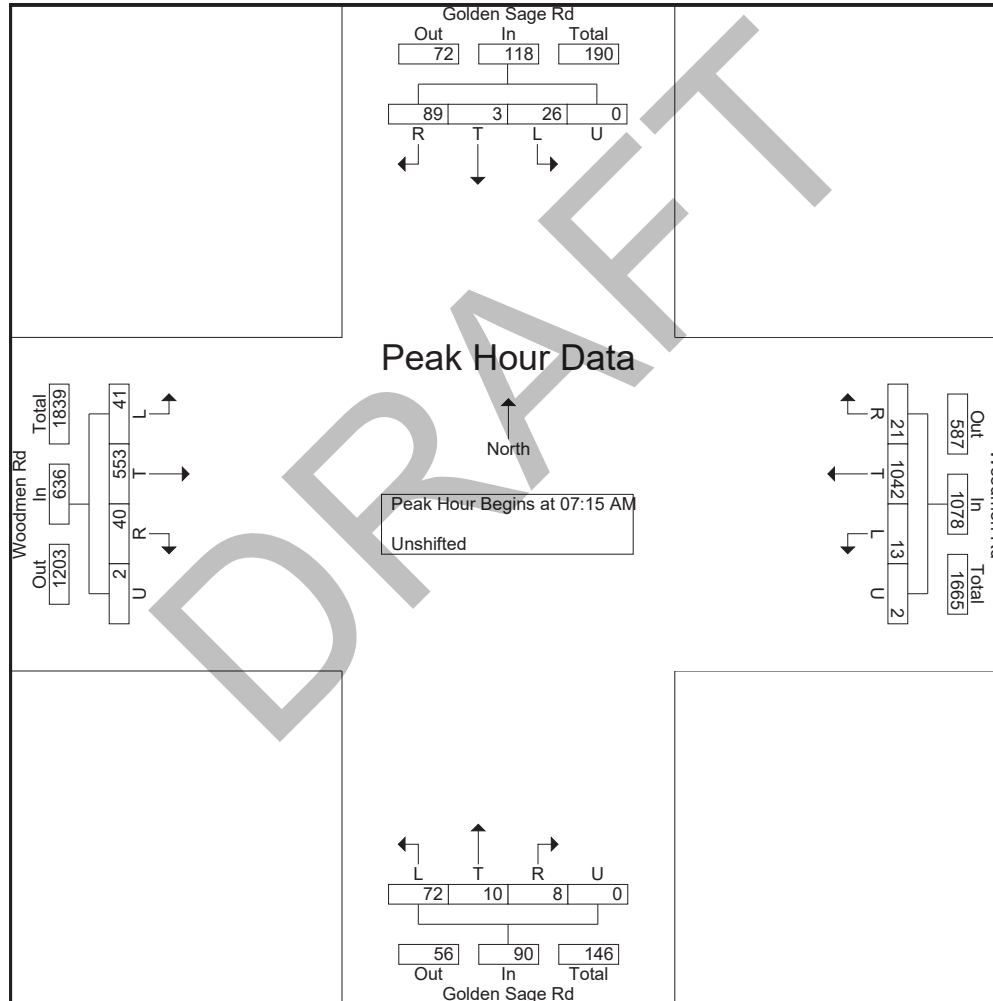 Golden Sage Rd
Out In Total
72 118 190
89 3 26 0
R T L U
Peak Hour Data
North
Peak Hour Begins at 07:15 AM
Unshifted
Woodmen Rd
Total In Out
1839 636 1203
41 553 40 2
L T R U
R T L U
21 1042 13 2
Out In Total
587 1078 1665
L T R U
72 10 8 0
56 90 146
Out In Total
Golden Sage Rd
DRAFT